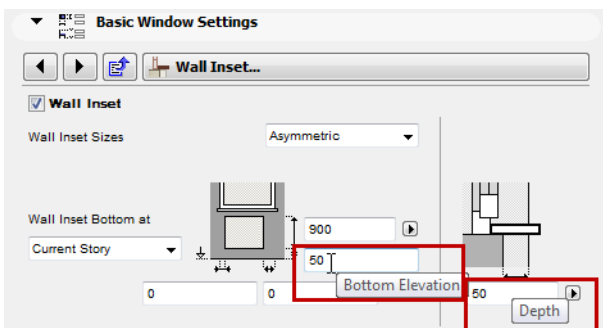 Basic Window Settings
Wall Inset...
Wall Inset
Wall Inset Sizes
Asymmetric
Wall Inset Bottom at
900
Current Story
50
Bottom Elevation
0
0
50
Depth